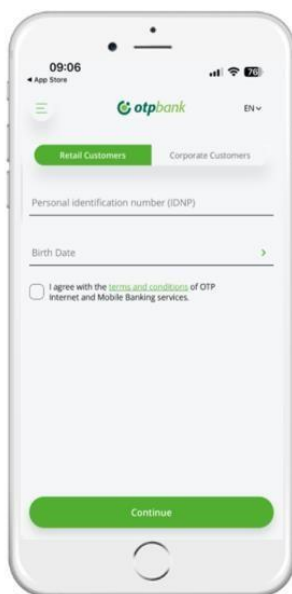 09:06
76
◀ App Store
otpbank
EN
Retail Customers
Corporate Customers
Personal identification number (IDNP)
Birth Date
I agree with the terms and conditions of OTP
Internet and Mobile Banking services.
Continue